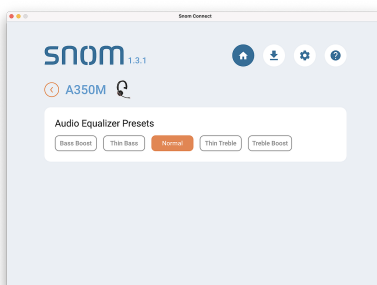 Snom Connect
snom 1.3.1
A350M
Audio Equalizer Presets
Bass Boost Thin Bass Normal Thin Treble Treble Boost